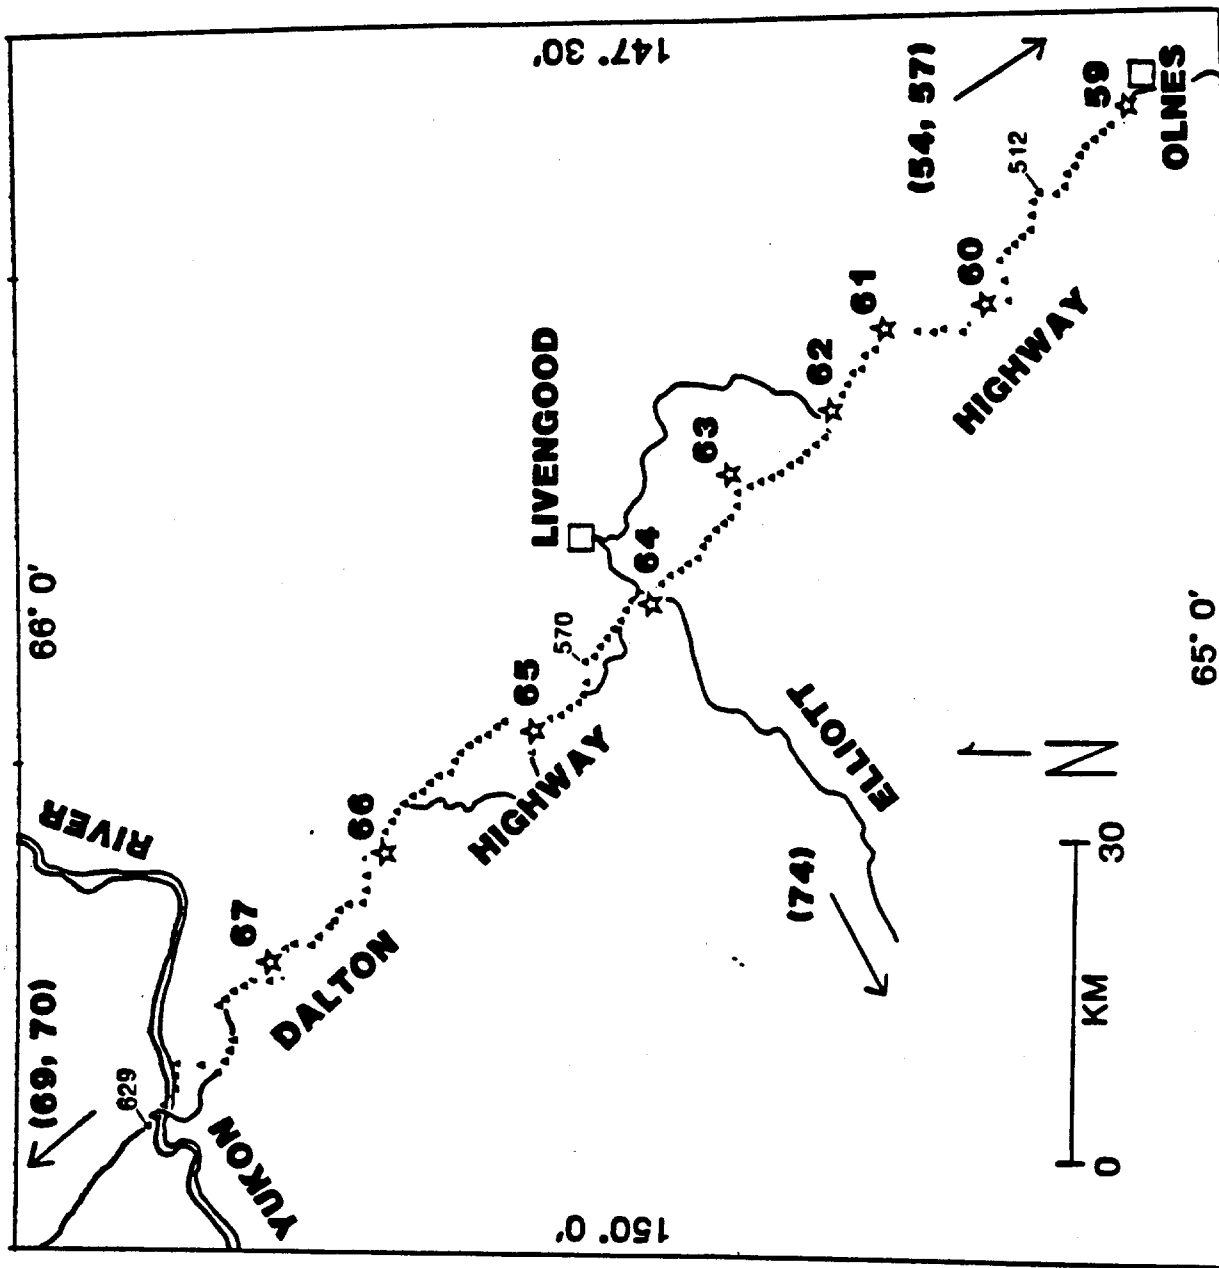 66° 0'
(69, 70)
629
RIVER
YUKON
67
66
DALTON
HIGHWAY
65
570
LIVENGOOD
64
63
62
61
60
(54, 57)
512
59
OLNES
HIGHWAY
ELLIOTT
(74)
N
0
30
KM
150° 0'
147° 30'
65° 0'